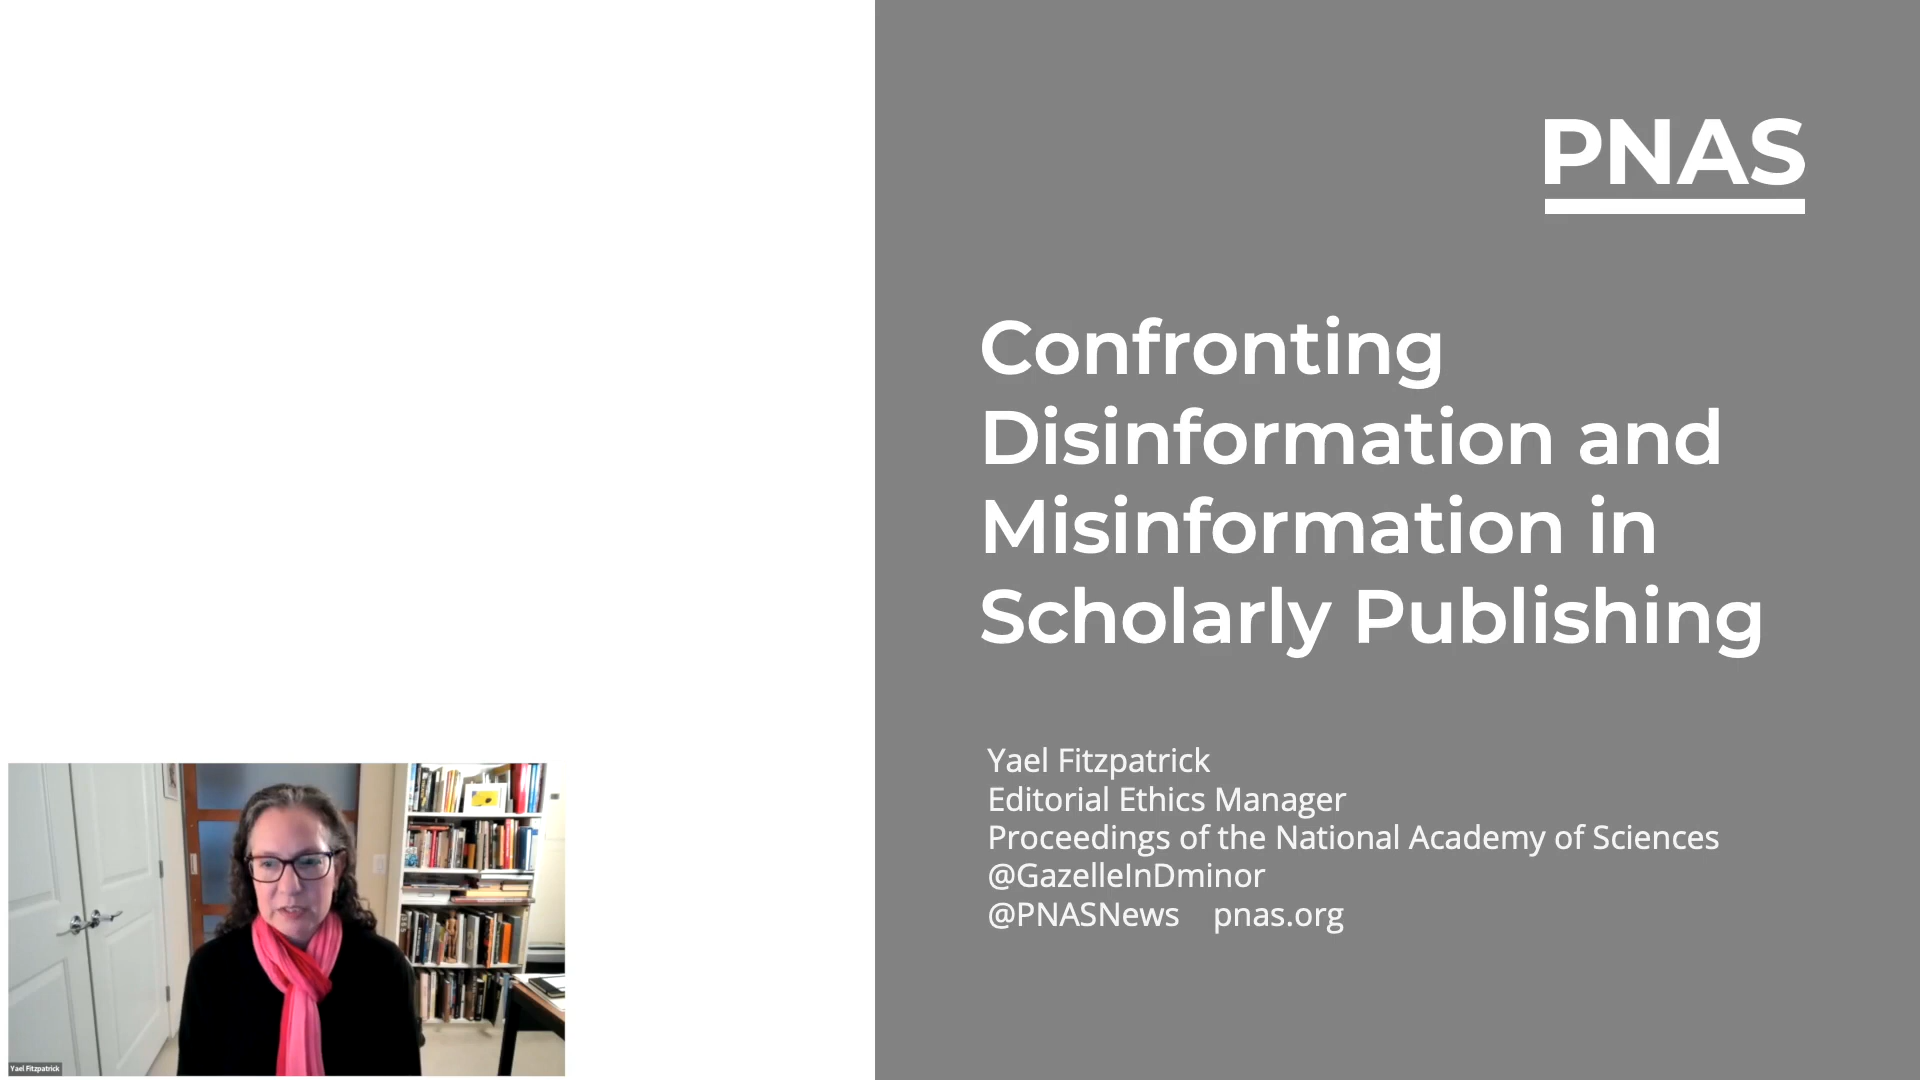 PNAS
Confronting
Disinformation and
Misinformation in
Scholarly Publishing
Yael Fitzpatrick
Editorial Ethics Manager
Proceedings of the National Academy of Sciences
@GazelleInDminor
@PNASNews pnas.org
Yael Fitzpatrick